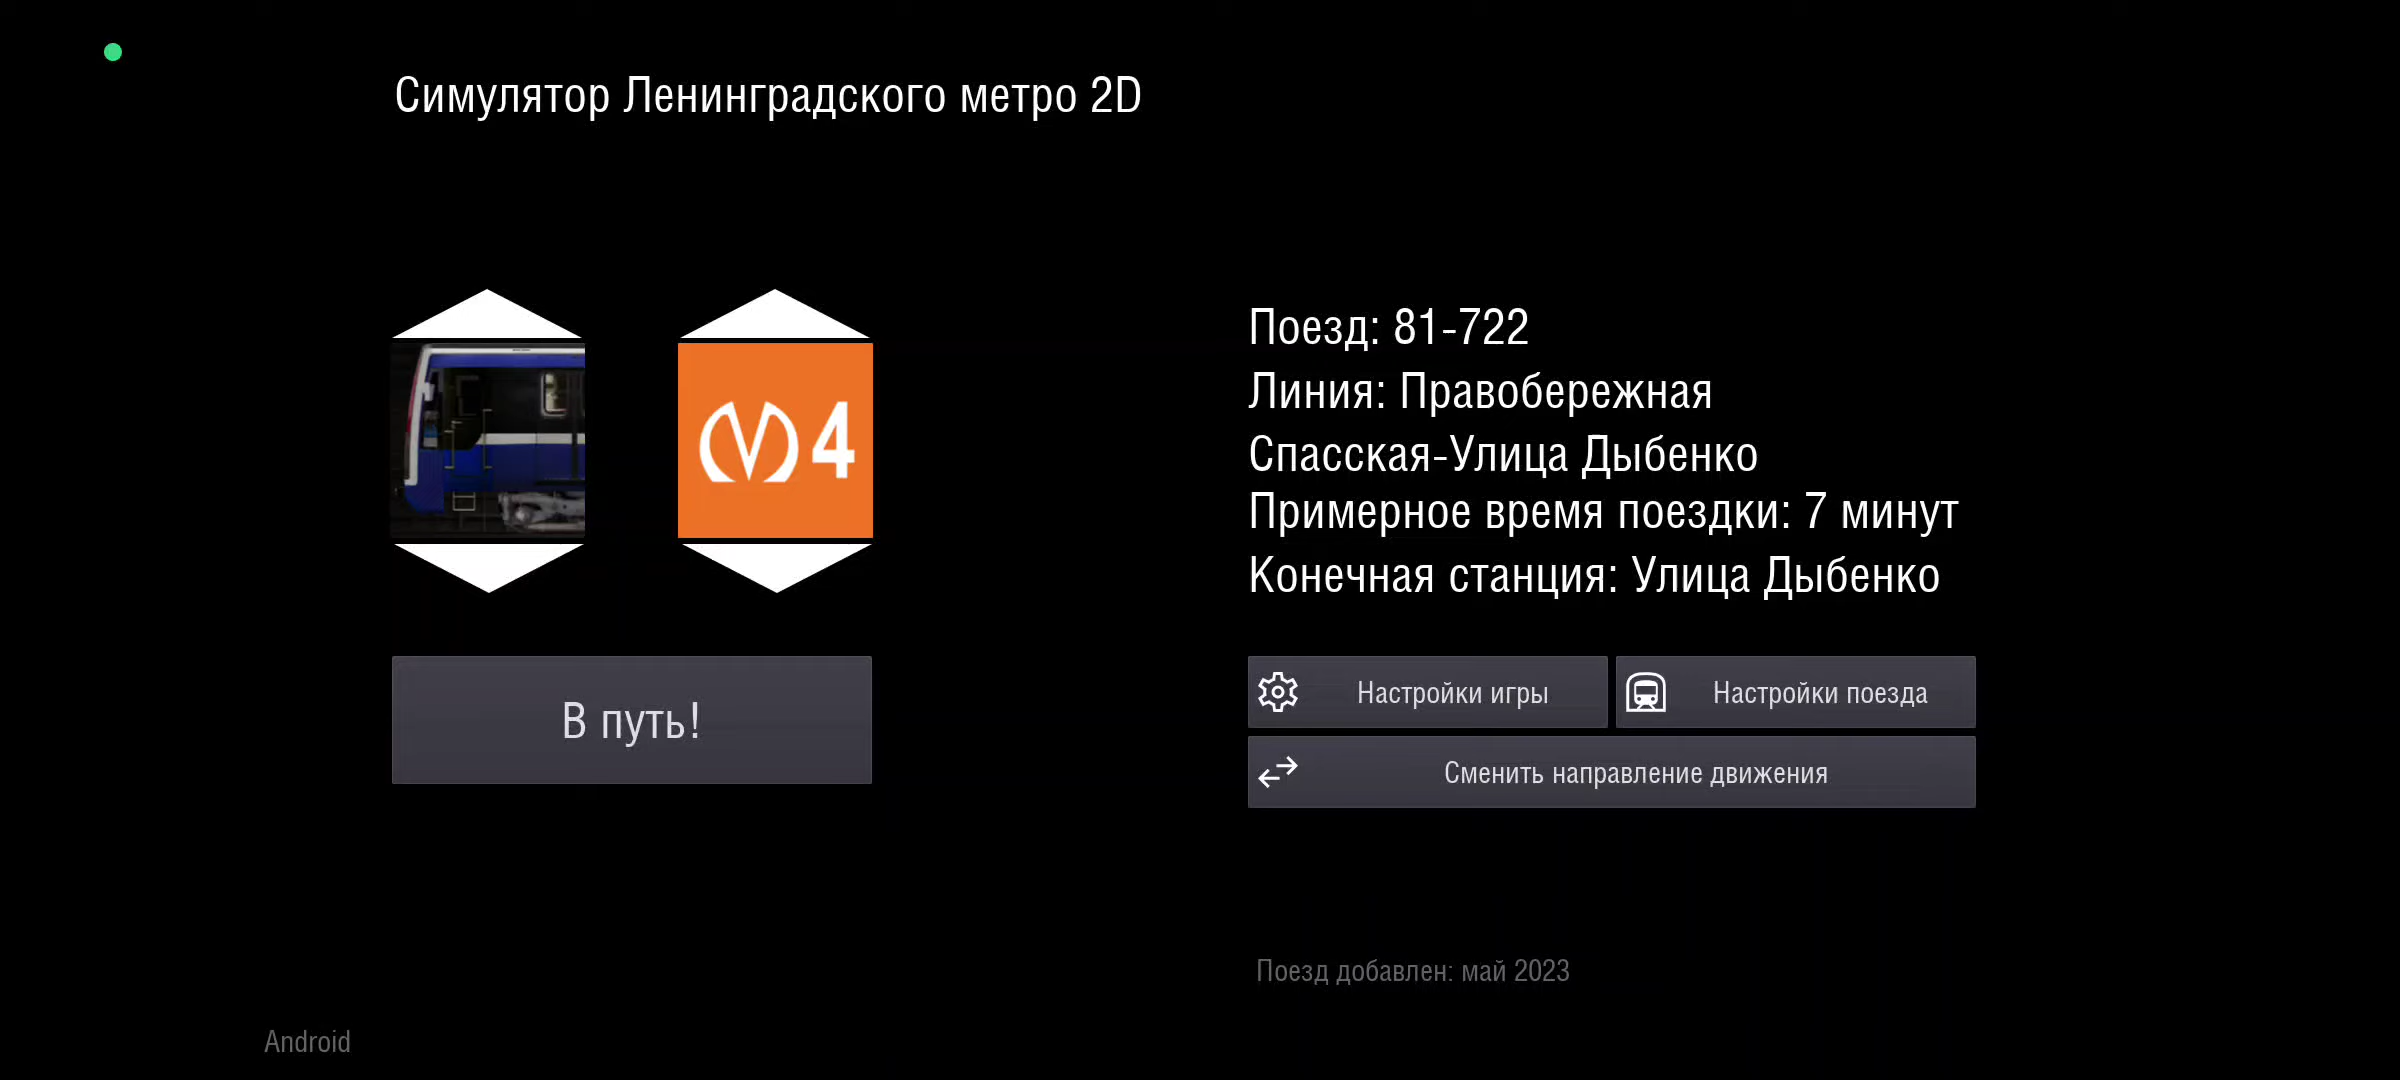 Симулятор Ленинградского метро 2D
4
Поезд: 81-722
Линия: Правобережная
Спасская-Улица Дыбенко
Примерное время поездки: 7 минут
Конечная станция: Улица Дыбенко
В путь!
Настройки игры
Настройки поезда
Сменить направление движения
Поезд добавлен: май 2023
Android